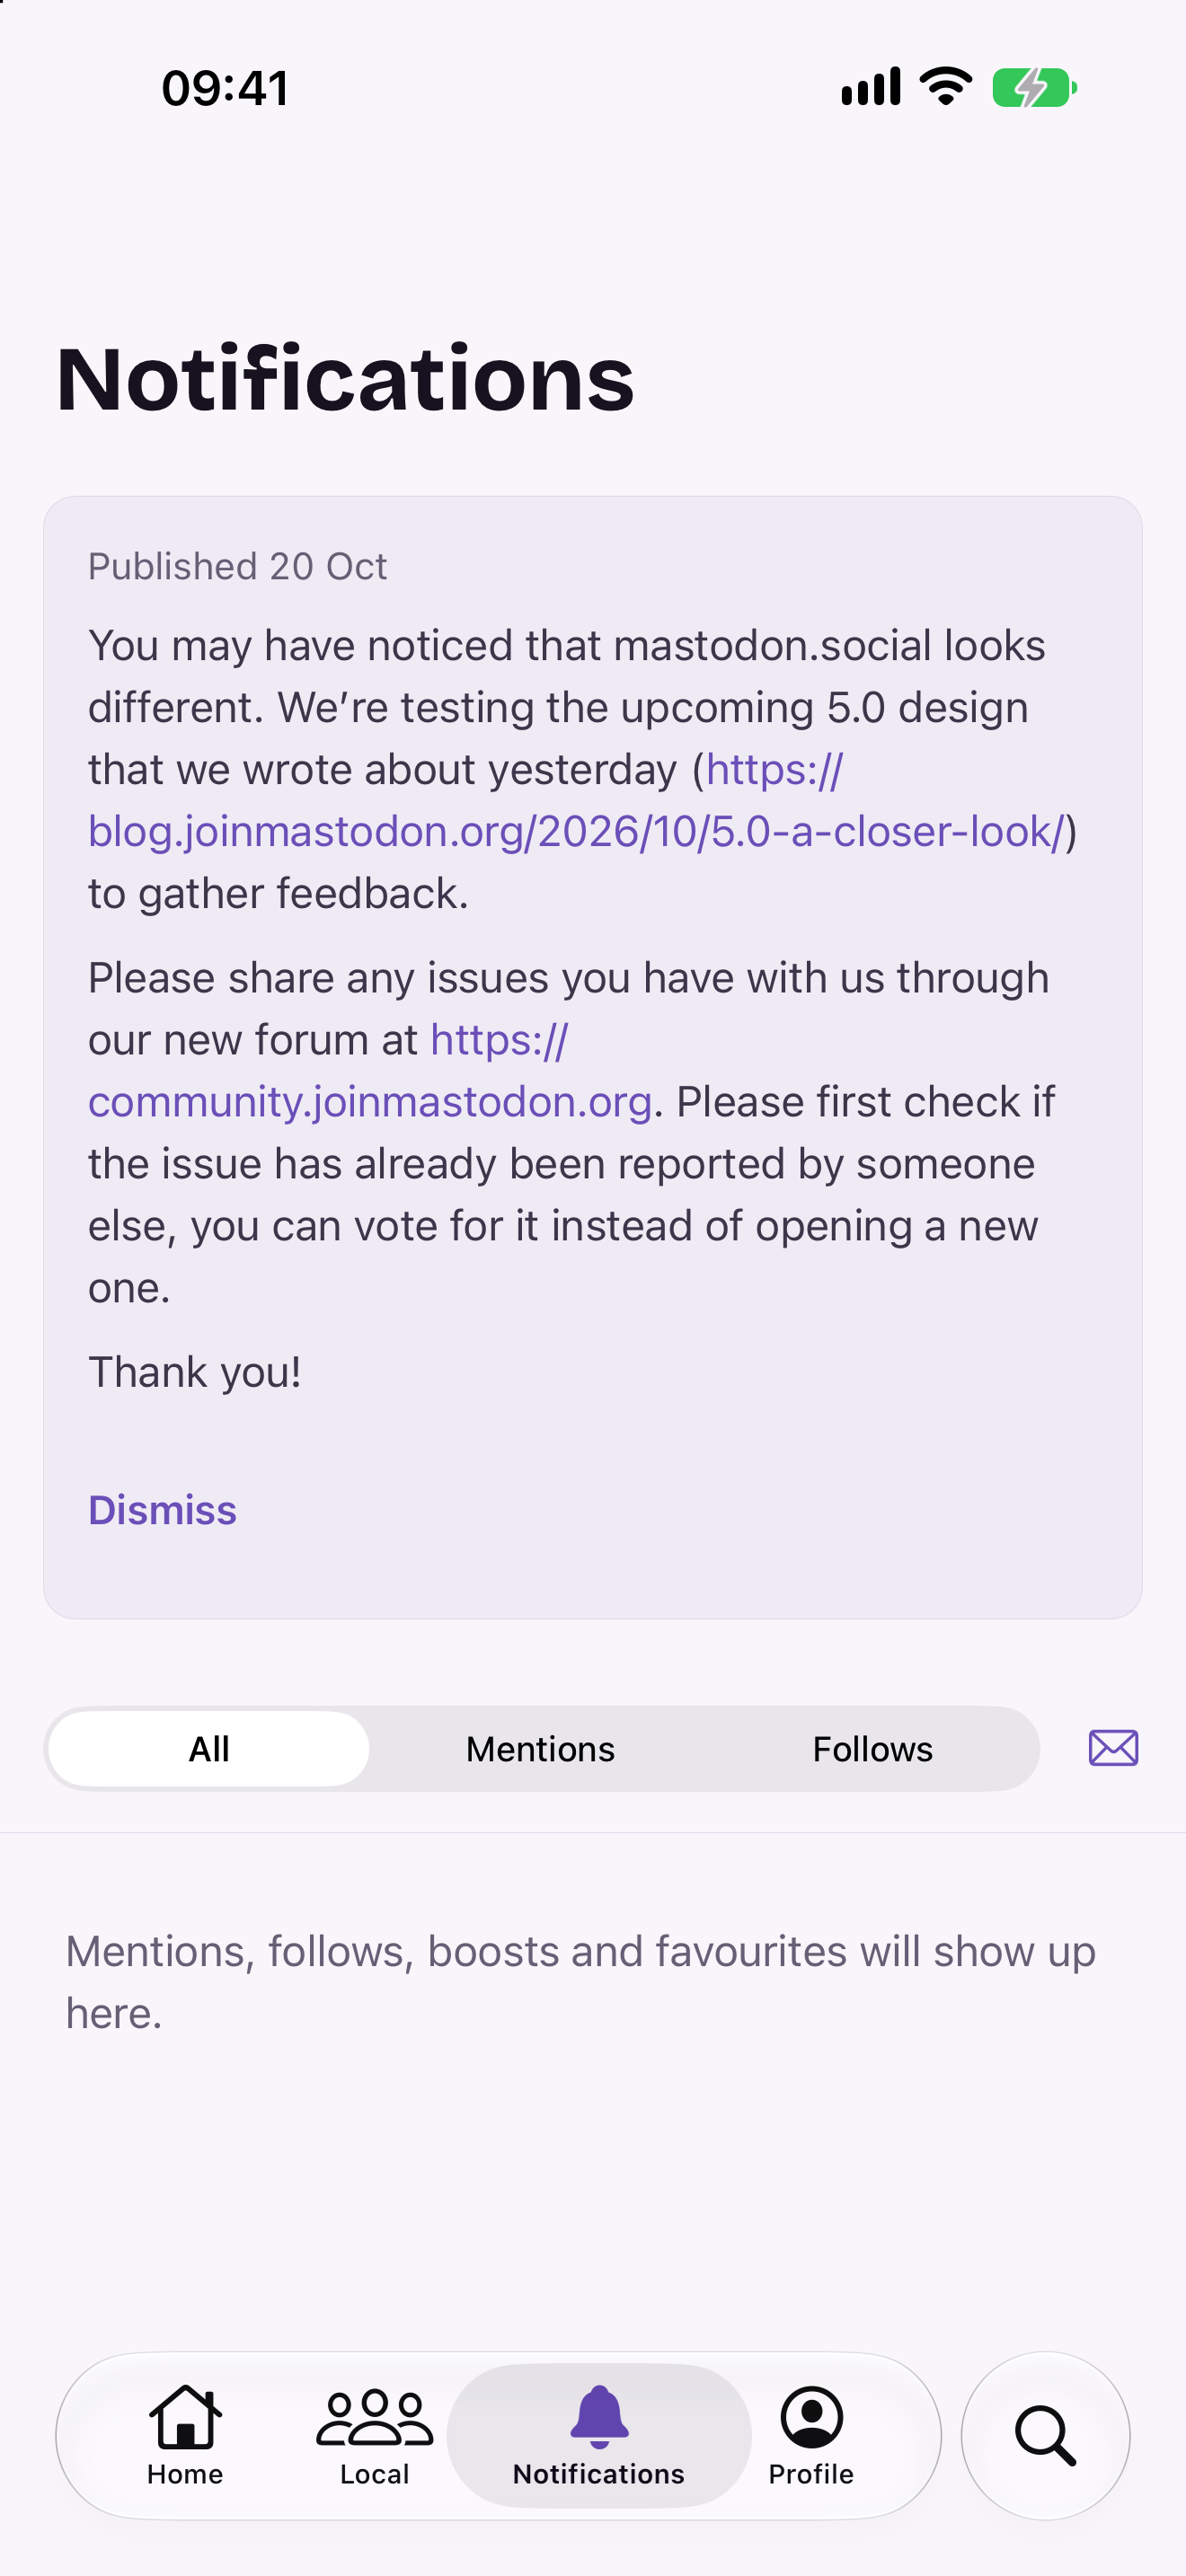 09:41
Notifications
Published 20 Oct
You may have noticed that mastodon.social looks
different. We’re testing the upcoming 5.0 design
that we wrote about yesterday (https://
blog.joinmastodon.org/2026/10/5.0-a-closer-look/)
to gather feedback.
Please share any issues you have with us through
our new forum at https://
community.joinmastodon.org. Please first check if
the issue has already been reported by someone
else, you can vote for it instead of opening a new
one.
Thank you!
Dismiss
All Mentions Follows
Mentions, follows, boosts and favourites will show up
here.
Home Local Notifications Profile